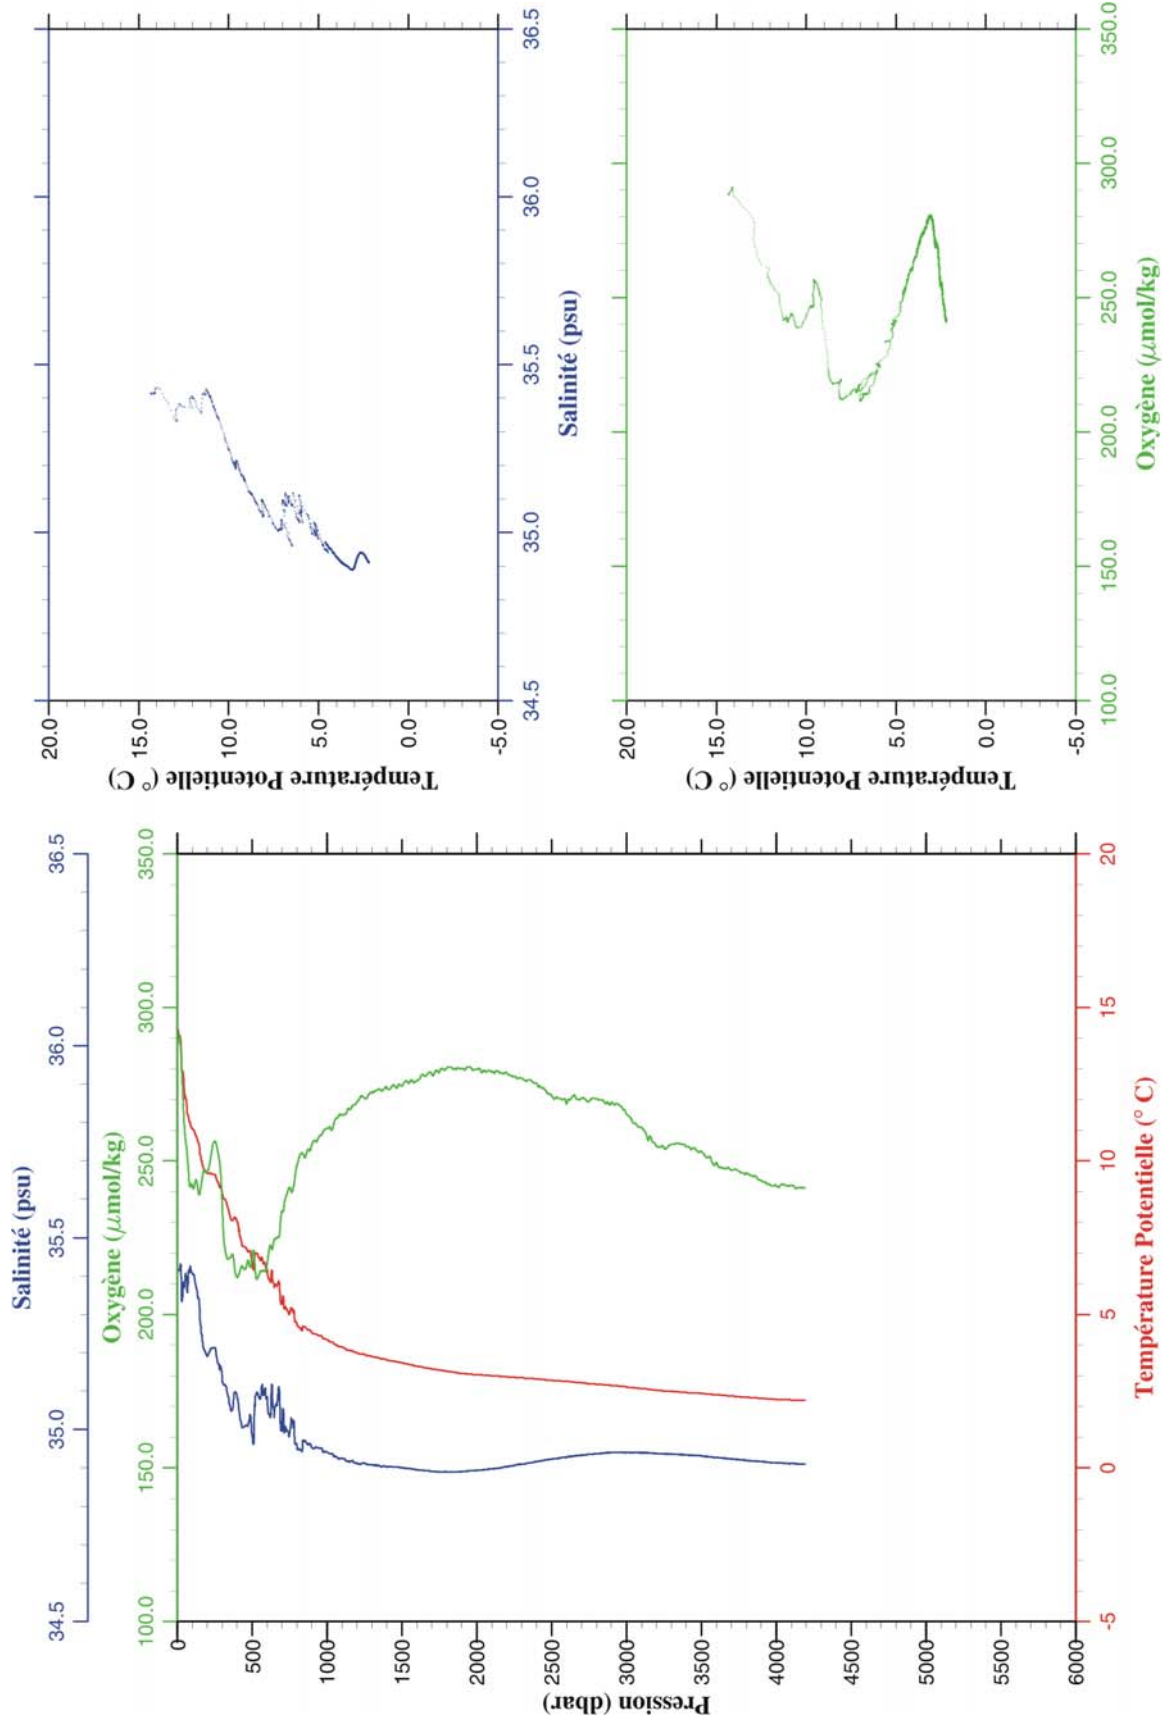 Salinité (psu)
34.5 35.0 35.5 36.0 36.5
Oxygène (μmol/kg)
100.0 150.0 200.0 250.0 300.0 350.0
Pression (dbar)
0
500
1000
1500
2000
2500
3000
3500
4000
4500
5000
5500
6000
-5 0 5 10 15 20
Température Potentielle (° C)
Température Potentielle (° C)
20.0
15.0
10.0
5.0
0.0
-5.0
34.5 35.0 35.5 36.0 36.5
Salinité (psu)
Température Potentielle (° C)
20.0
15.0
10.0
5.0
0.0
-5.0
100.0 150.0 200.0 250.0 300.0 350.0
Oxygène (μmol/kg)